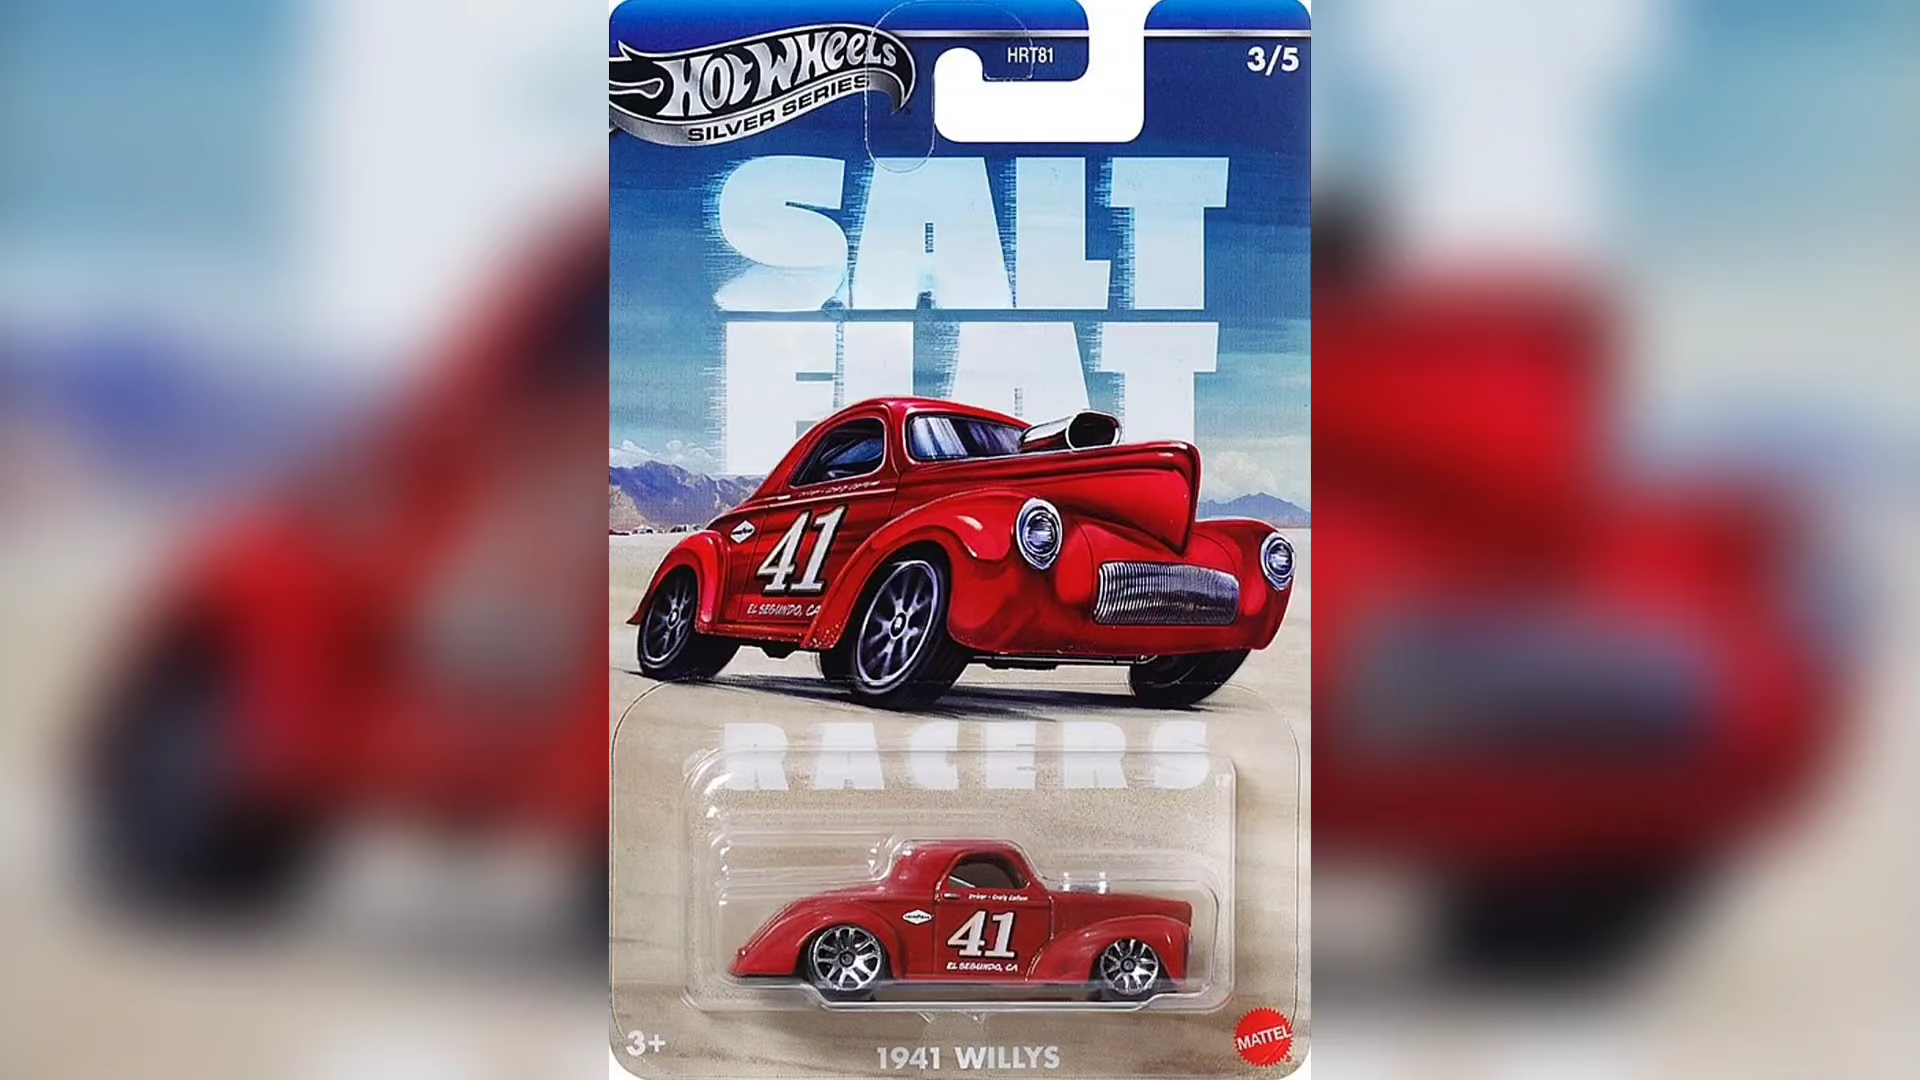 HOT WHEELS
SILVER SERIES
HRT81
3/5
SALT
FLAT
41
EL SEGUNDO, CA
RACERS
41
EL SEGUNDO, CA
3+
1941 WILLYS
MATTEL